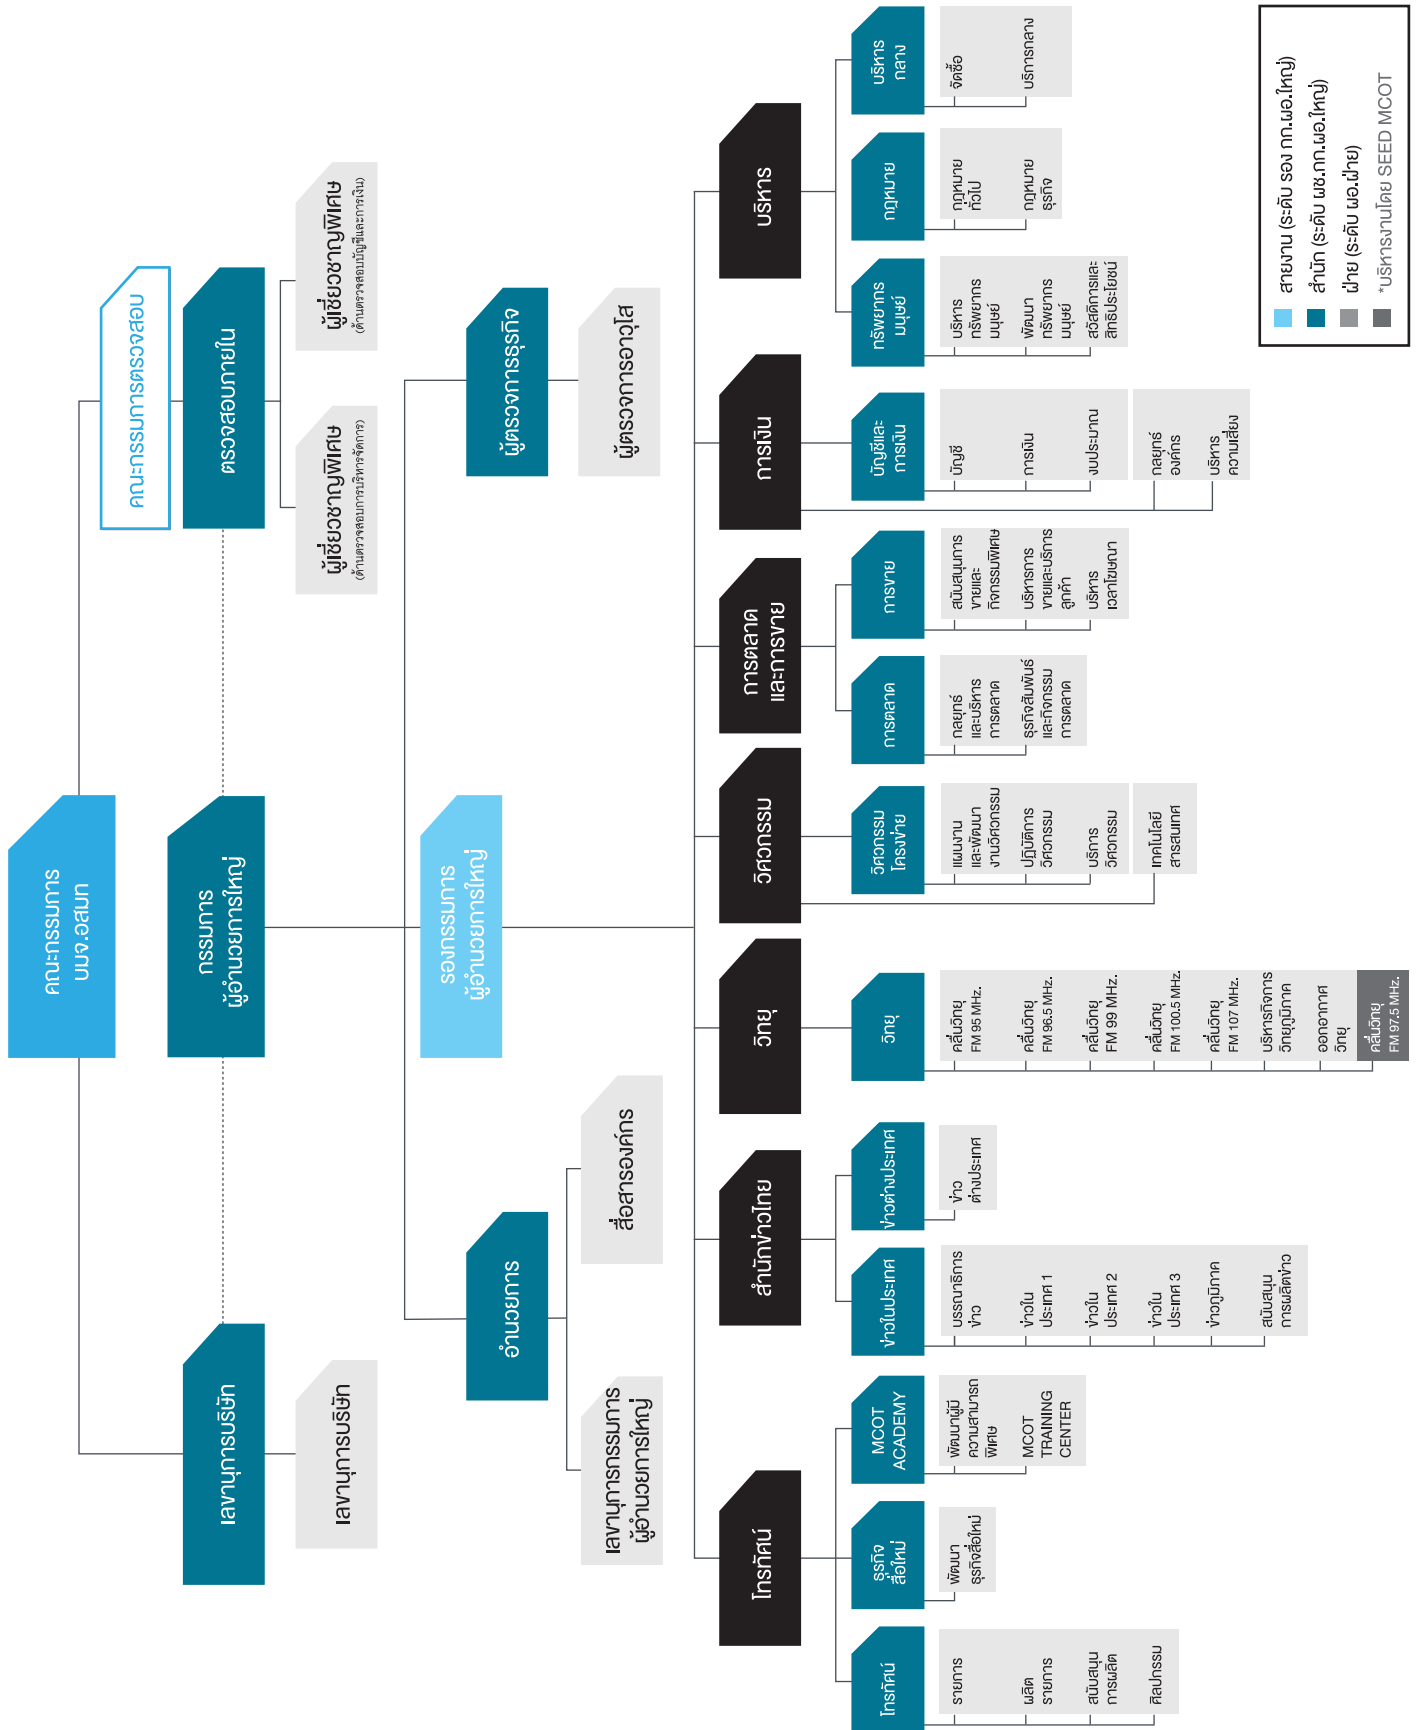 คณะกรรมการ
บมจ.อสมท
คณะกรรมการตรวจสอบ
กรรมการ
ผู้อำนวยการใหญ่
เลขานุการบริษัท
ตรวจสอบภายใน
เลขานุการบริษัท
ผู้เชี่ยวชาญพิเศษ
(ด้านตรวจสอบการบริหารจัดการ)
ผู้เชี่ยวชาญพิเศษ
(ด้านตรวจสอบบัญชีและการเงิน)
รองกรรมการ
ผู้อำนวยการใหญ่
อำนวยการ
ผู้ตรวจการธุรกิจ
เลขานุการกรรมการ
ผู้อำนวยการใหญ่
สื่อสารองค์กร
ผู้ตรวจการอาวุโส
โทรทัศน์
สำนักข่าวไทย
วิทยุ
วิศวกรรม
การตลาด
และการขาย
การเงิน
บริหาร
โทรทัศน์
รายการ
ผลิต
รายการ
สนับสนุน
การผลิต
ศิลปกรรม
ธุรกิจ
สื่อใหม่
พัฒนา
ธุรกิจสื่อใหม่
MCOT
ACADEMY
พัฒนาผู้มี
ความสามารถ
พิเศษ
MCOT
TRAINING
CENTER
ข่าวในประเทศ
บรรณาธิการ
ข่าว
ข่าวใน
ประเทศ 1
ข่าวใน
ประเทศ 2
ข่าวใน
ประเทศ 3
ข่าวภูมิภาค
สนับสนุน
การผลิตข่าว
ข่าวต่างประเทศ
ข่าว
ต่างประเทศ
วิทยุ
คลื่นวิทยุ
FM 95 MHz.
คลื่นวิทยุ
FM 96.5 MHz.
คลื่นวิทยุ
FM 99 MHz.
คลื่นวิทยุ
FM 100.5 MHz.
คลื่นวิทยุ
FM 107 MHz.
บริหารกิจการ
วิทยุภูมิภาค
ออกอากาศ
วิทยุ
คลื่นวิทยุ
FM 97.5 MHz.
วิศวกรรม
โครงข่าย
แผนงาน
และพัฒนา
งานวิศวกรรม
ปฏิบัติการ
วิศวกรรม
บริการ
วิศวกรรม
เทคโนโลยี
สารสนเทศ
การตลาด
กลยุทธ์
และบริหาร
การตลาด
ธุรกิจสัมพันธ์
และกิจกรรม
การตลาด
การขาย
สนับสนุนการ
ขายและ
กิจกรรมพิเศษ
บริหารการ
ขายและบริการ
ลูกค้า
บริหาร
เวลาโฆษณา
บัญชีและ
การเงิน
บัญชี
การเงิน
งบประมาณ
กลยุทธ์
องค์กร
บริหาร
ความเสี่ยง
ทรัพยากร
มนุษย์
บริหาร
ทรัพยากร
มนุษย์
พัฒนา
ทรัพยากร
มนุษย์
สวัสดิการและ
สิทธิประโยชน์
กฎหมาย
กฎหมาย
ทั่วไป
กฎหมาย
ธุรกิจ
บริหาร
กลาง
จัดซื้อ
บริการกลาง
สายงาน (ระดับ รอง กก.ผอ.ใหญ่)
สำนัก (ระดับ ผช.กก.ผอ.ใหญ่)
ฝ่าย (ระดับ ผอ.ฝ่าย)
*บริหารงานโดย SEED MCOT